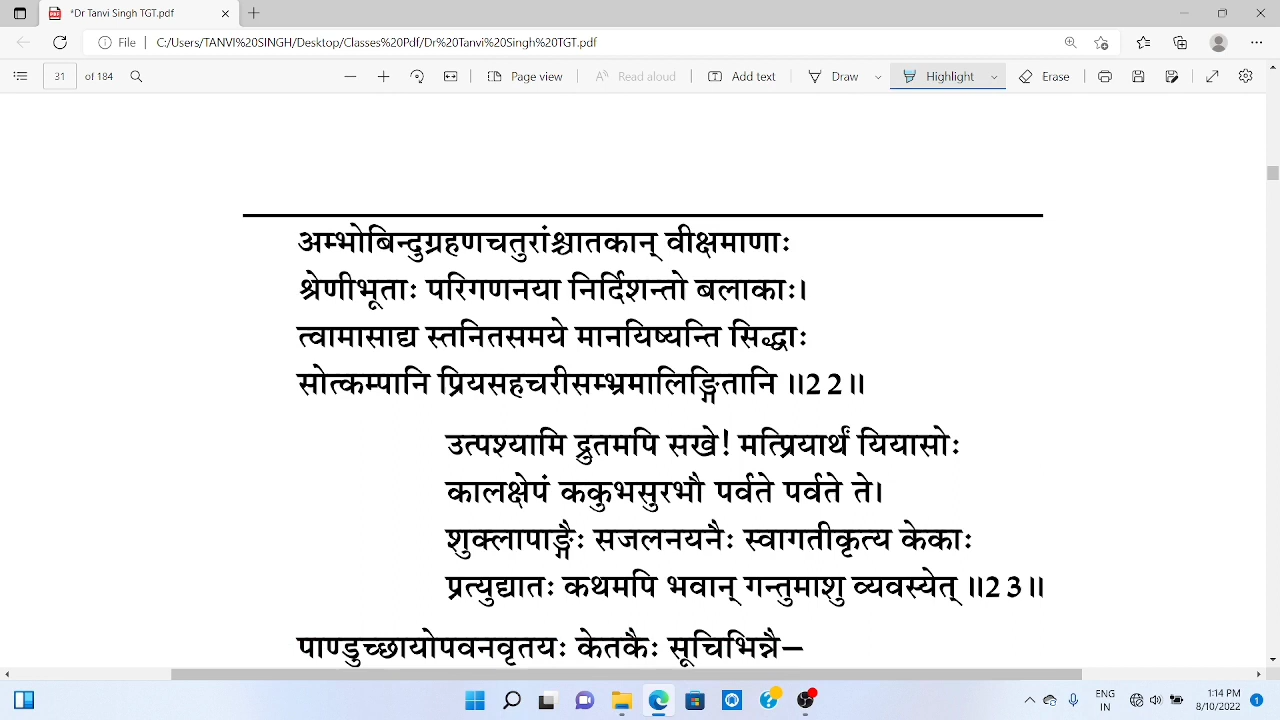 *Dr Tanvi Singh TGT.pdf
File C:/Users/TANVI%20SINGH/Desktop/Classes%20Pdf/Dr%20Tanvi%20Singh%20TGT.pdf
31 of 184 Page view Read aloud Add text Draw Highlight Erase
अम्भोबिन्दुग्रहणचतुरांश्चातकान् वीक्षमाणाः
श्रेणीभूताः परिगणनया निर्दिशन्तो बलाकाः।
त्वामासाद्य स्तनितसमये मानयिष्यन्ति सिद्धाः
सोत्कम्पानि प्रियसहचरीसम्भ्रमालिङ्गितानि ॥22॥
उत्पश्यामि द्रुतमपि सखे! मत्प्रियार्थं यियासोः
कालक्षेपं ककुभसुरभौ पर्वते पर्वते ते।
शुक्लापाङ्गैः सजलनयनैः स्वागतीकृत्य केकाः
प्रत्युद्यातः कथमपि भवान् गन्तुमाशु व्यवस्येत् ॥23॥
पाण्डुच्छायोपवनवृतयः केतकैः सूचिभिन्नै–
ENG 1:14 PM
IN 8/10/2022 1